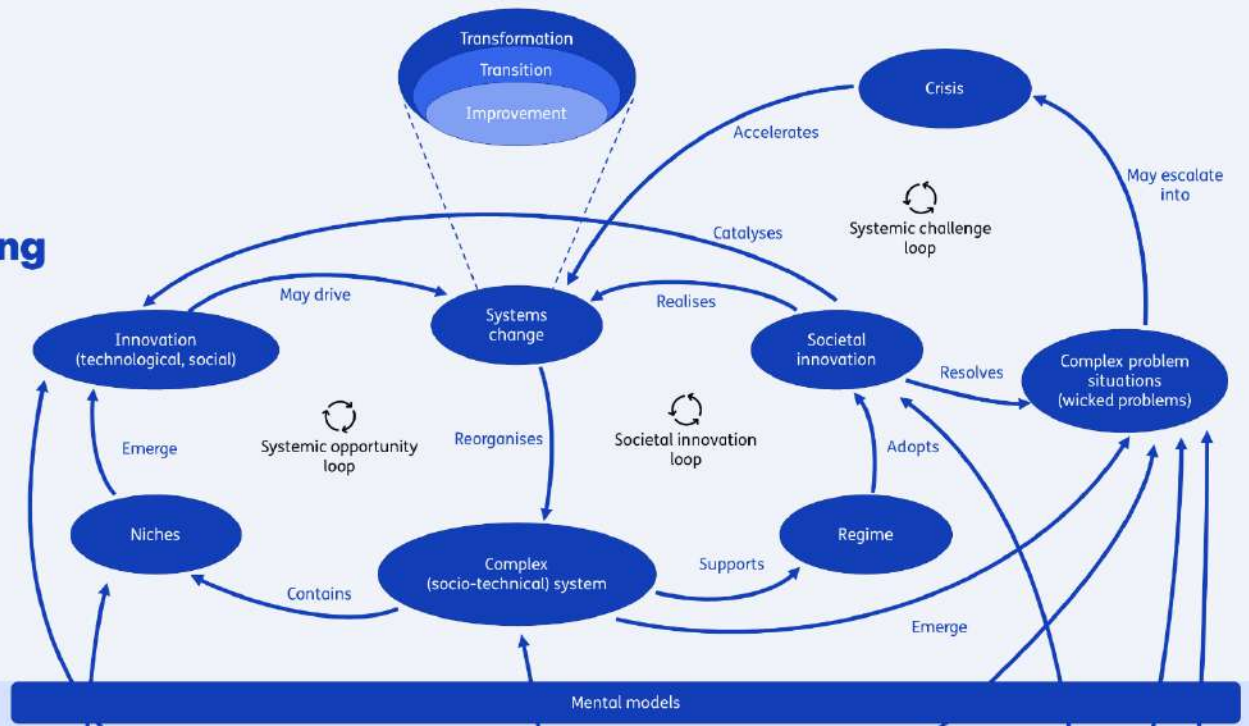 Transformation
Transition
Improvement
Crisis
Accelerates
May escalate
into
Systemic challenge
loop
ng
Catalyses
May drive
Systems
change
Realises
Innovation
(technological, social)
Societal
innovation
Resolves
Complex problem
situations
(wicked problems)
Emerge
Systemic opportunity
loop
Reorganises
Societal innovation
loop
Adopts
Niches
Contains
Complex
(socio-technical) system
Supports
Regime
Emerge
Mental models